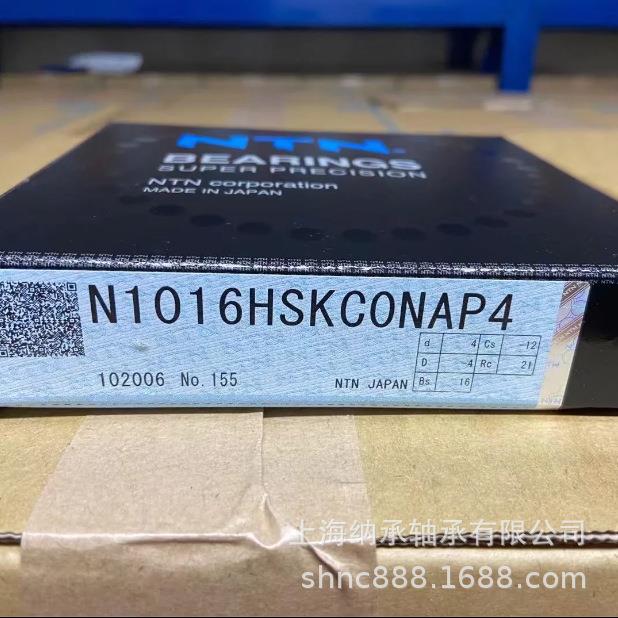 NTN
BEARINGS
SUPER PRECISION
NTN corporation
MADE IN JAPAN
N1016HSKC0NAP4
d 4 Cs -12
D -4 Rc 21
Bs 16
102006 No.155
NTN JAPAN
上海纳承轴承有限公司
shnc888.1688.com